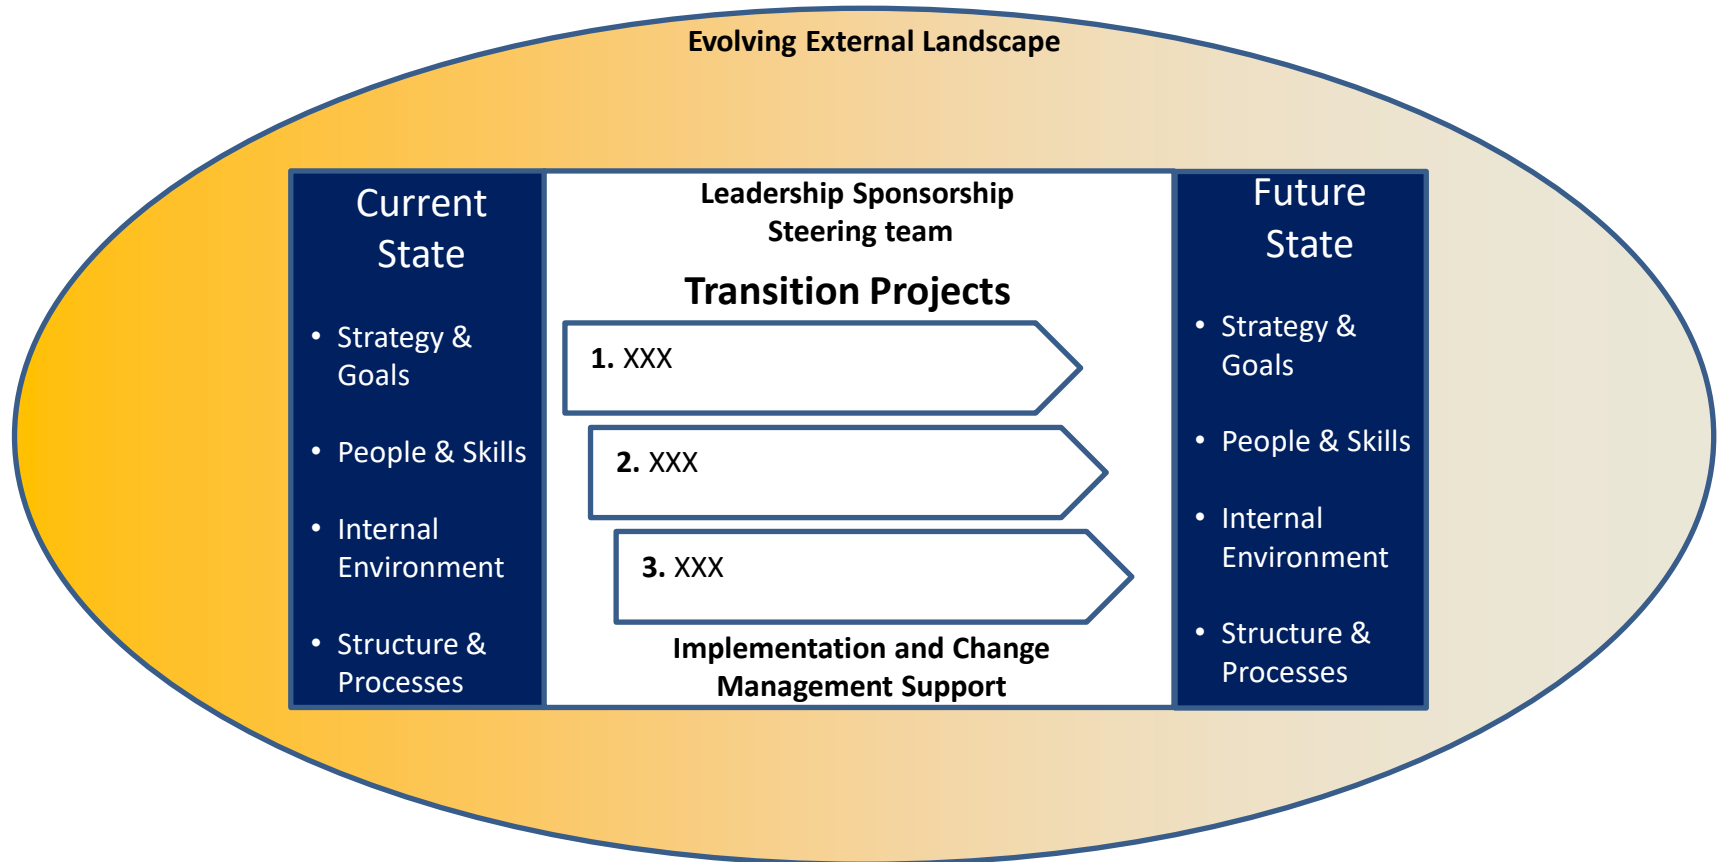 Evolving External Landscape
Current
State
• Strategy &
Goals
• People & Skills
• Internal
Environment
• Structure &
Processes
Leadership Sponsorship
Steering team
Transition Projects
1. XXX
2. XXX
3. XXX
Implementation and Change
Management Support
Future
State
• Strategy &
Goals
• People & Skills
• Internal
Environment
• Structure &
Processes